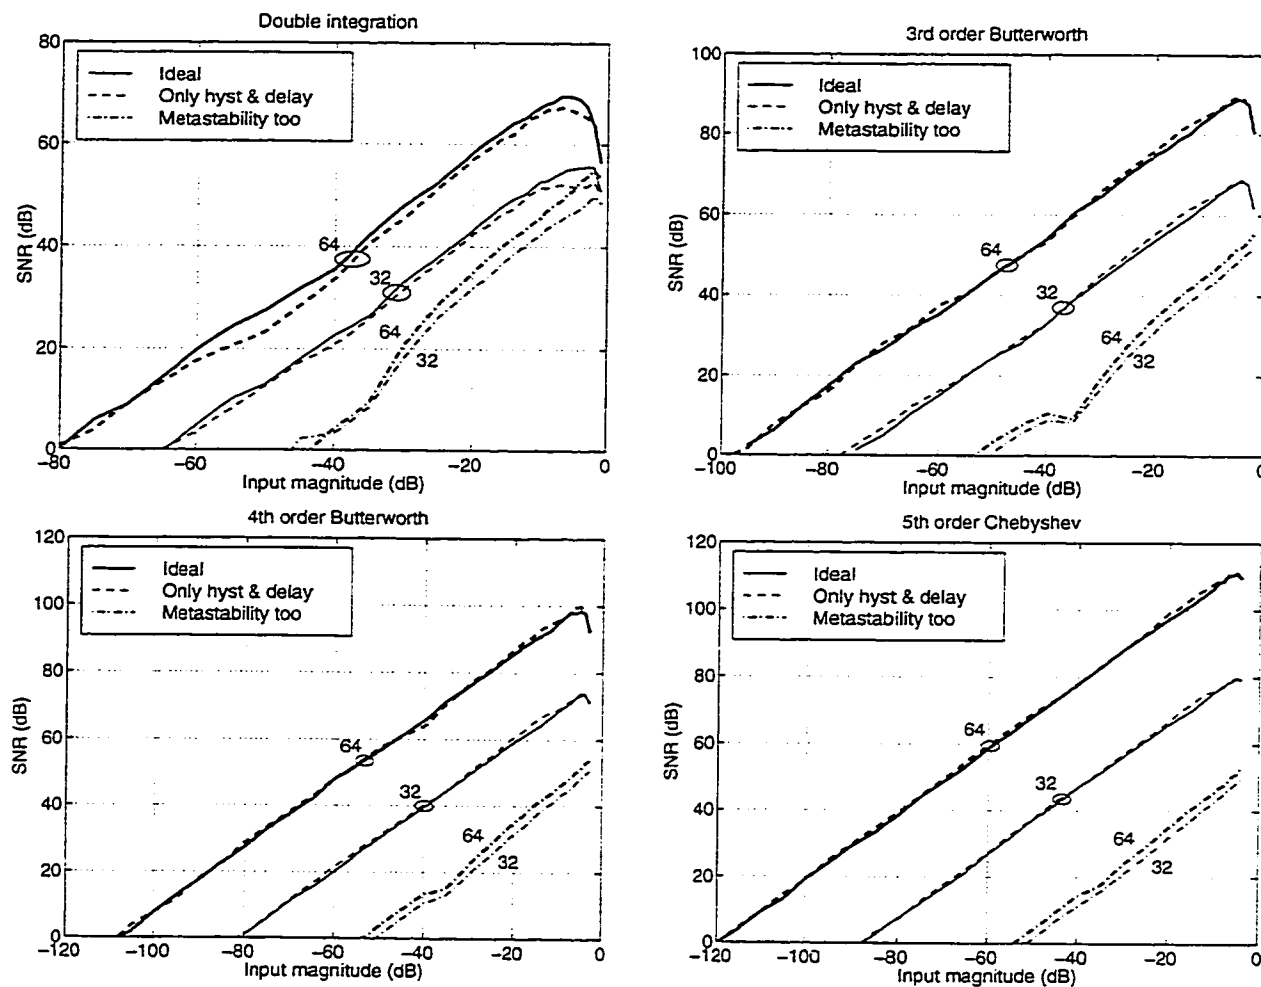 Double integration
80
60
40
20
0
SNR (dB)
Ideal
Only hyst & delay
Metastability too
64
32
64
32
−80
−60
−40
−20
0
Input magnitude (dB)
3rd order Butterworth
100
80
60
40
20
0
SNR (dB)
Ideal
Only hyst & delay
Metastability too
64
32
64
32
−100
−80
−60
−40
−20
0
Input magnitude (dB)
4th order Butterworth
120
100
80
60
40
20
0
SNR (dB)
Ideal
Only hyst & delay
Metastability too
64
32
64
32
−120
−100
−80
−60
−40
−20
0
Input magnitude (dB)
5th order Chebyshev
120
100
80
60
40
20
0
SNR (dB)
Ideal
Only hyst & delay
Metastability too
64
32
64
32
−120
−100
−80
−60
−40
−20
0
Input magnitude (dB)